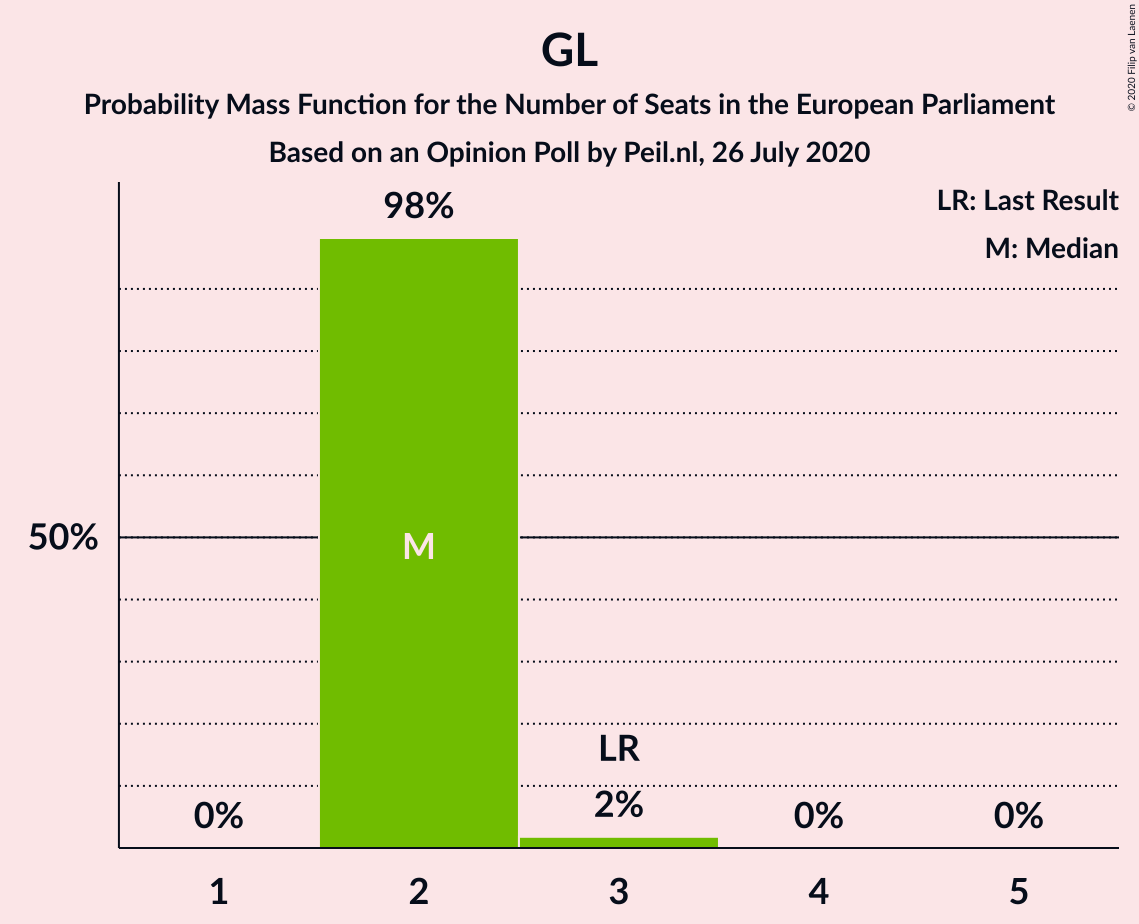 GL
Probability Mass Function for the Number of Seats in the European Parliament
Based on an Opinion Poll by Peil.nl, 26 July 2020
© 2020 Filip van Laenen
LR: Last Result
M: Median
98%
50%
M
LR
0%
2%
0%
0%
1
2
3
4
5